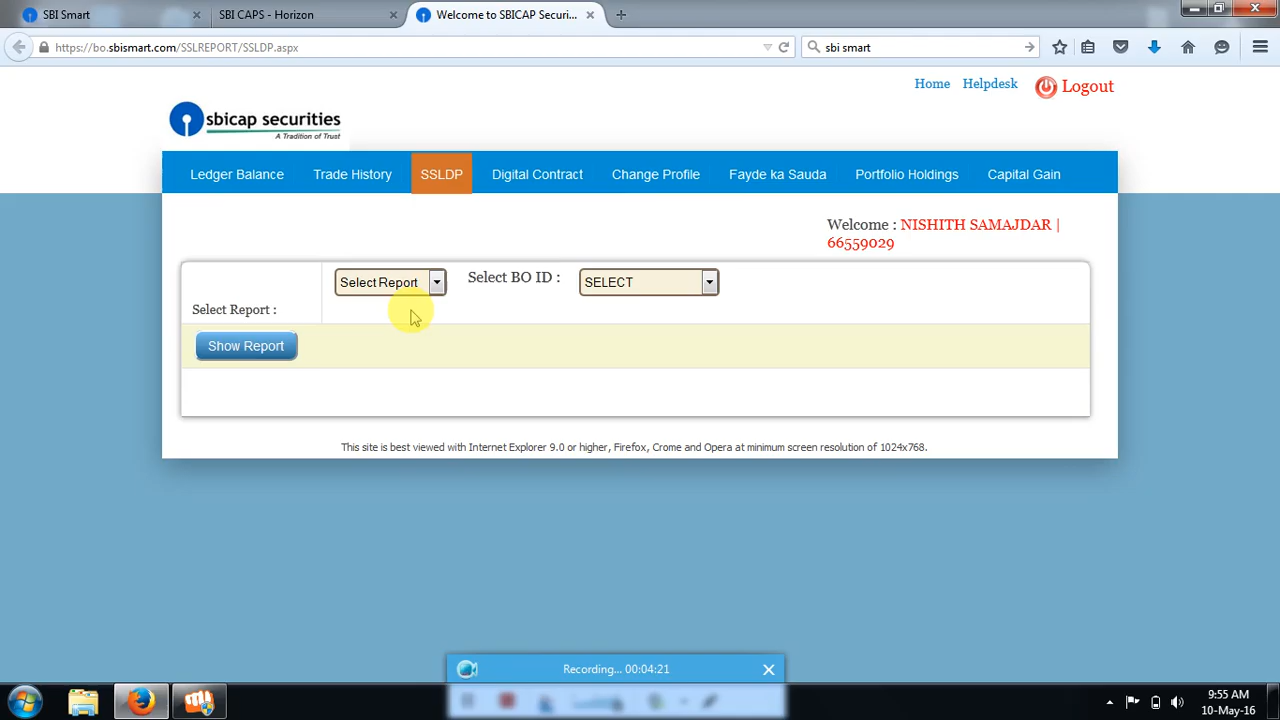 SBI Smart
SBI CAPS - Horizon
Welcome to SBICAP Securi...
https://bo.sbismart.com/SSLREPORT/SSLDP.aspx
sbi smart
Home Helpdesk Logout
sbicap securities
A Tradition of Trust
Ledger Balance Trade History SSLDP Digital Contract Change Profile Fayde ka Sauda Portfolio Holdings Capital Gain
Welcome : NISHITH SAMAJDAR |
66559029
Select Report Select BO ID : SELECT
Select Report :
Show Report
This site is best viewed with Internet Explorer 9.0 or higher, Firefox, Crome and Opera at minimum screen resolution of 1024x768.
Recording... 00:04:21
9:55 AM
10-May-16